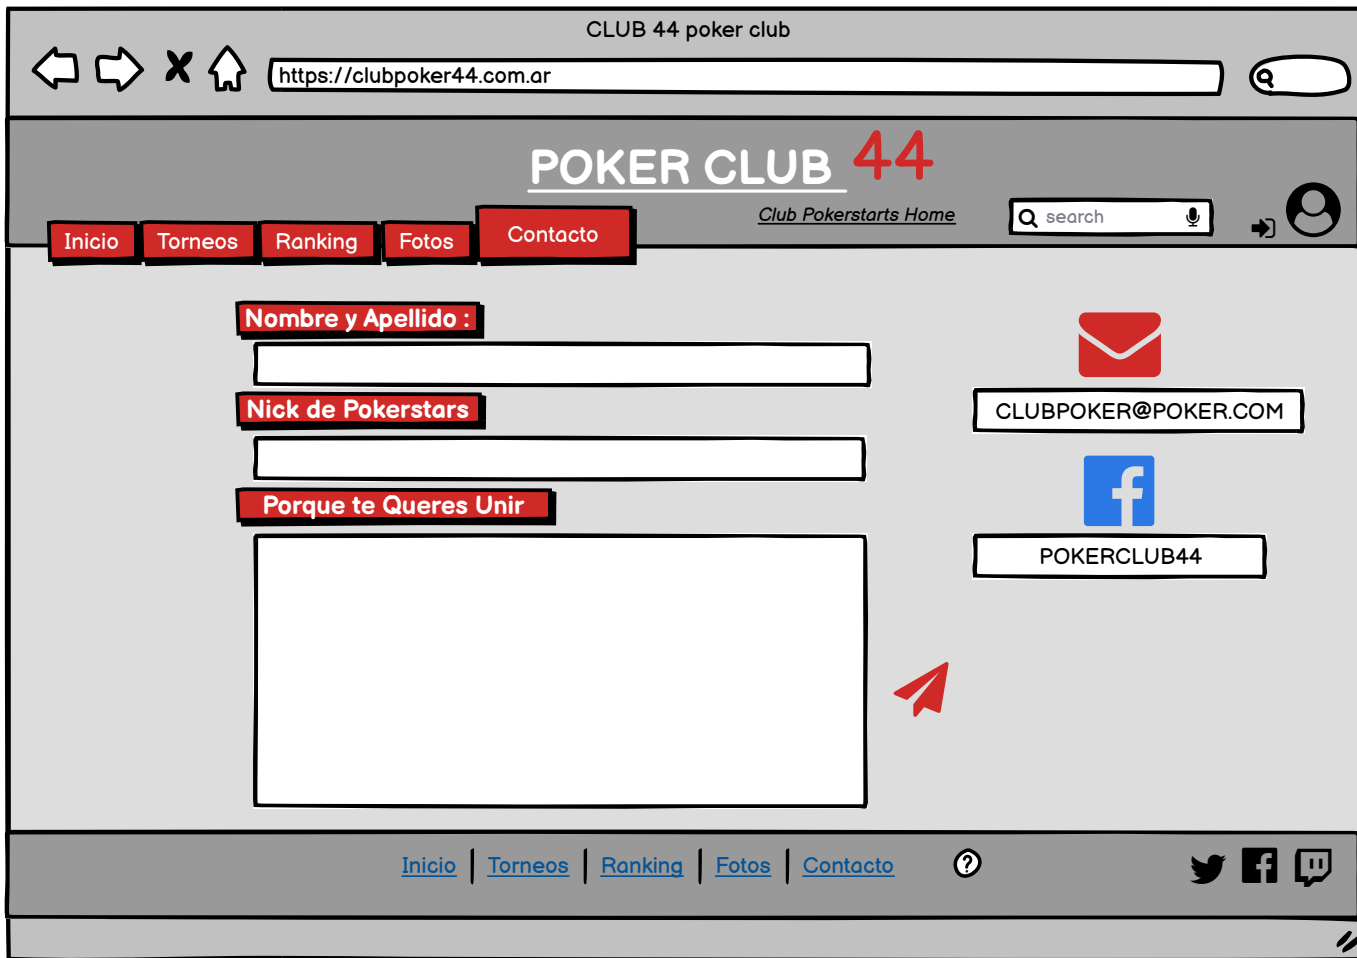 CLUB 44 poker club
https://clubpoker44.com.ar
POKER CLUB 44
Club Pokerstarts Home
search
Inicio
Torneos
Ranking
Fotos
Contacto
Nombre y Apellido :
Nick de Pokerstars
Porque te Queres Unir
CLUBPOKER@POKER.COM
POKERCLUB44
Inicio | Torneos | Ranking | Fotos | Contacto ?